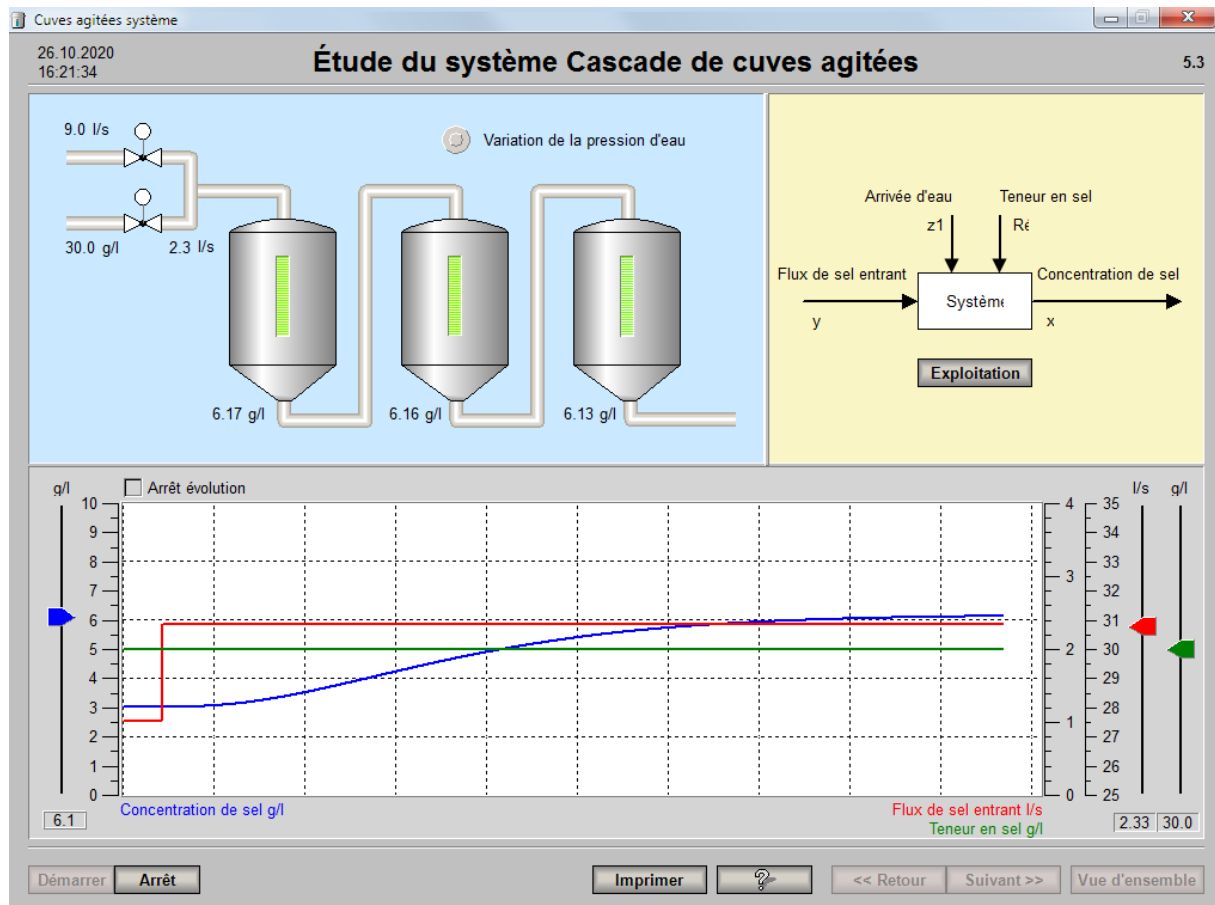 Cuves agitées système
26.10.2020
16:21:34
Étude du système Cascade de cuves agitées
5.3
9.0 l/s
Variation de la pression d'eau
30.0 g/l
2.3 l/s
6.17 g/l
6.16 g/l
6.13 g/l
Arrivée d'eau
Teneur en sel
z1
Ré
Flux de sel entrant
Concentration de sel
Système
y
x
Exploitation
g/l
Arrêt évolution
l/s
g/l
10
9
8
7
6
5
4
3
2
1
0
4
3
2
1
0
35
34
33
32
31
30
29
28
27
26
25
6.1
Concentration de sel g/l
Flux de sel entrant l/s
Teneur en sel g/l
2.33
30.0
Démarrer
Arrêt
Imprimer
?
<< Retour
Suivant >>
Vue d'ensemble